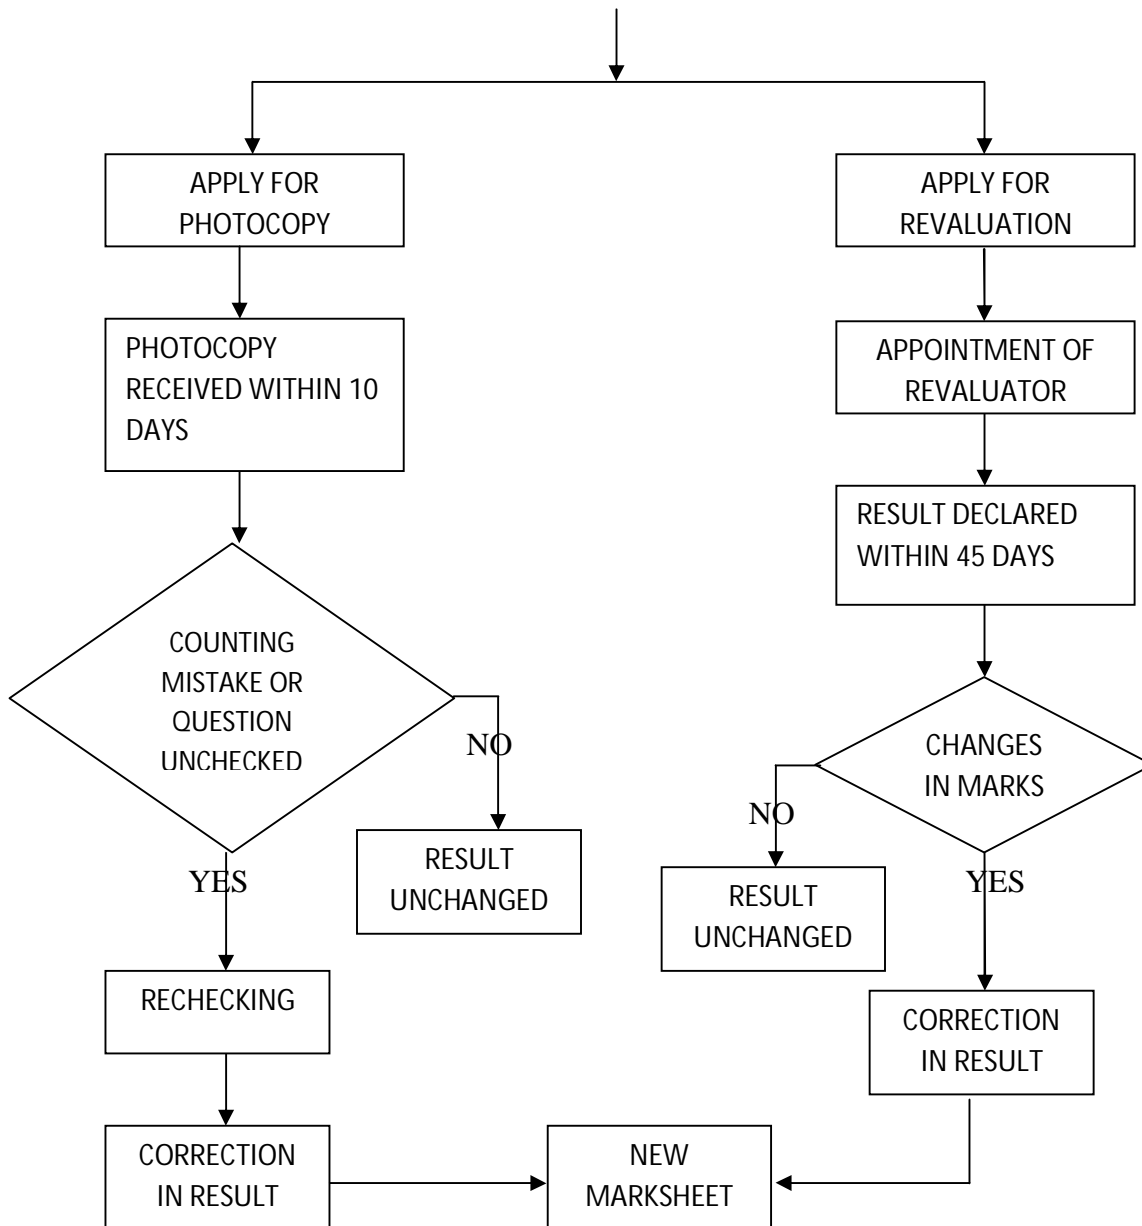 APPLY FOR
PHOTOCOPY
PHOTOCOPY
RECEIVED WITHIN 10
DAYS
COUNTING
MISTAKE OR
QUESTION
UNCHECKED
NO
RESULT
UNCHANGED
YES
RECHECKING
CORRECTION
IN RESULT
APPLY FOR
REVALUATION
APPOINTMENT OF
REVALUATOR
RESULT DECLARED
WITHIN 45 DAYS
CHANGES
IN MARKS
NO
RESULT
UNCHANGED
YES
CORRECTION
IN RESULT
NEW
MARKSHEET